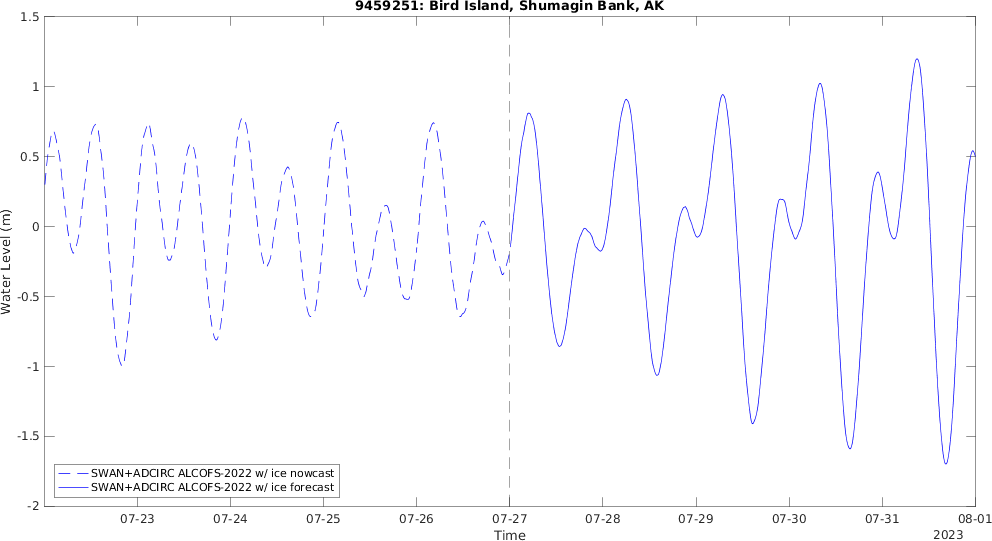 9459251: Bird Island, Shumagin Bank, AK
1.5
1
0.5
0
-0.5
-1
-1.5
-2
Water Level (m)
SWAN+ADCIRC ALCOFS-2022 w/ ice nowcast
SWAN+ADCIRC ALCOFS-2022 w/ ice forecast
07-23 07-24 07-25 07-26 07-27 07-28 07-29 07-30 07-31 08-01
Time
2023